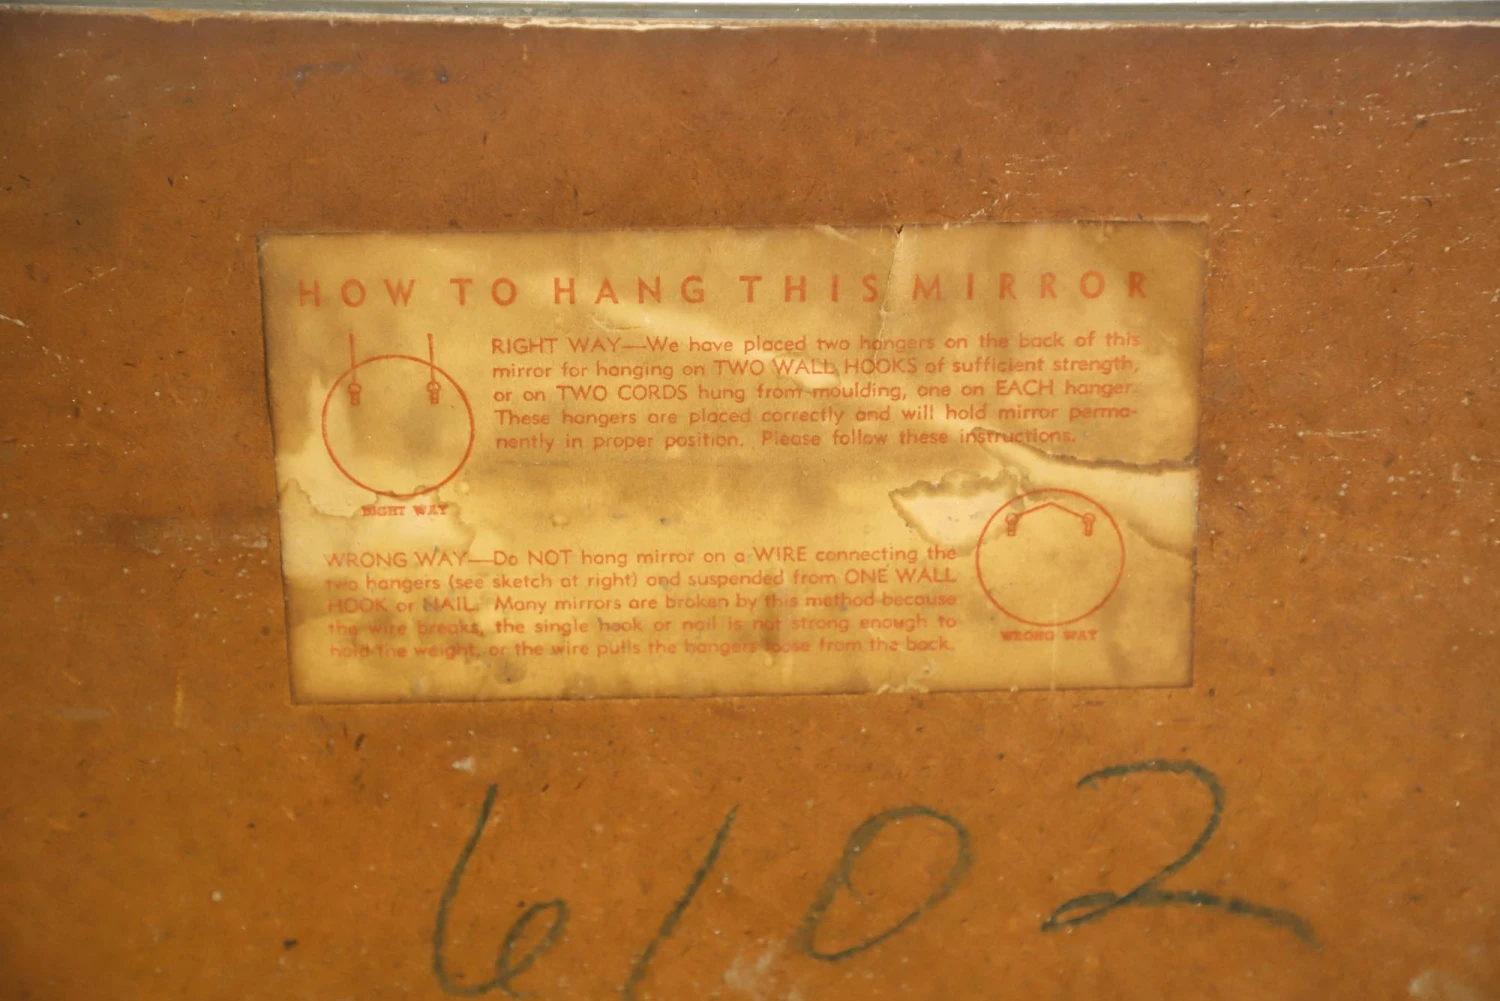 HOW TO HANG THIS MIRROR
RIGHT WAY—We have placed two hangers on the back of this
mirror for hanging on TWO WALL HOOKS of sufficient strength,
or on TWO CORDS hung from moulding, one on EACH hanger.
These hangers are placed correctly and will hold mirror perma-
nently in proper position. Please follow these instructions.
RIGHT WAY
WRONG WAY—Do NOT hang mirror on a WIRE connecting the
two hangers (see sketch at right) and suspended from ONE WALL
HOOK or NAIL. Many mirrors are broken by this method because
the wire breaks, the single hook or nail is not strong enough to
hold the weight, or the wire pulls the hangers loose from the back.
WRONG WAY
6102